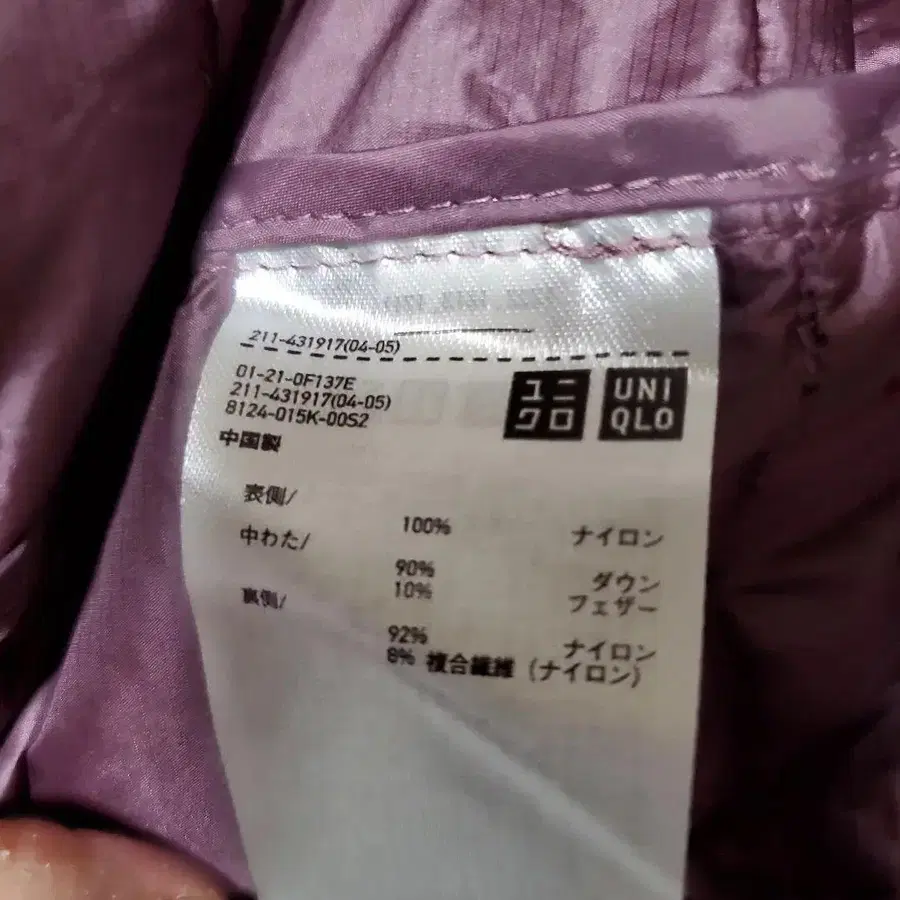 211-431917(04-05)
01-21-0F137E
211-431917(04-05)
8124-015K-00S2
中国製
ユニ
クロ
UNI
QLO
表側/
100% ナイロン
中わた/
90% ダウン
10% フェザー
裏側/
92% ナイロン
8% 複合繊維 (ナイロン)